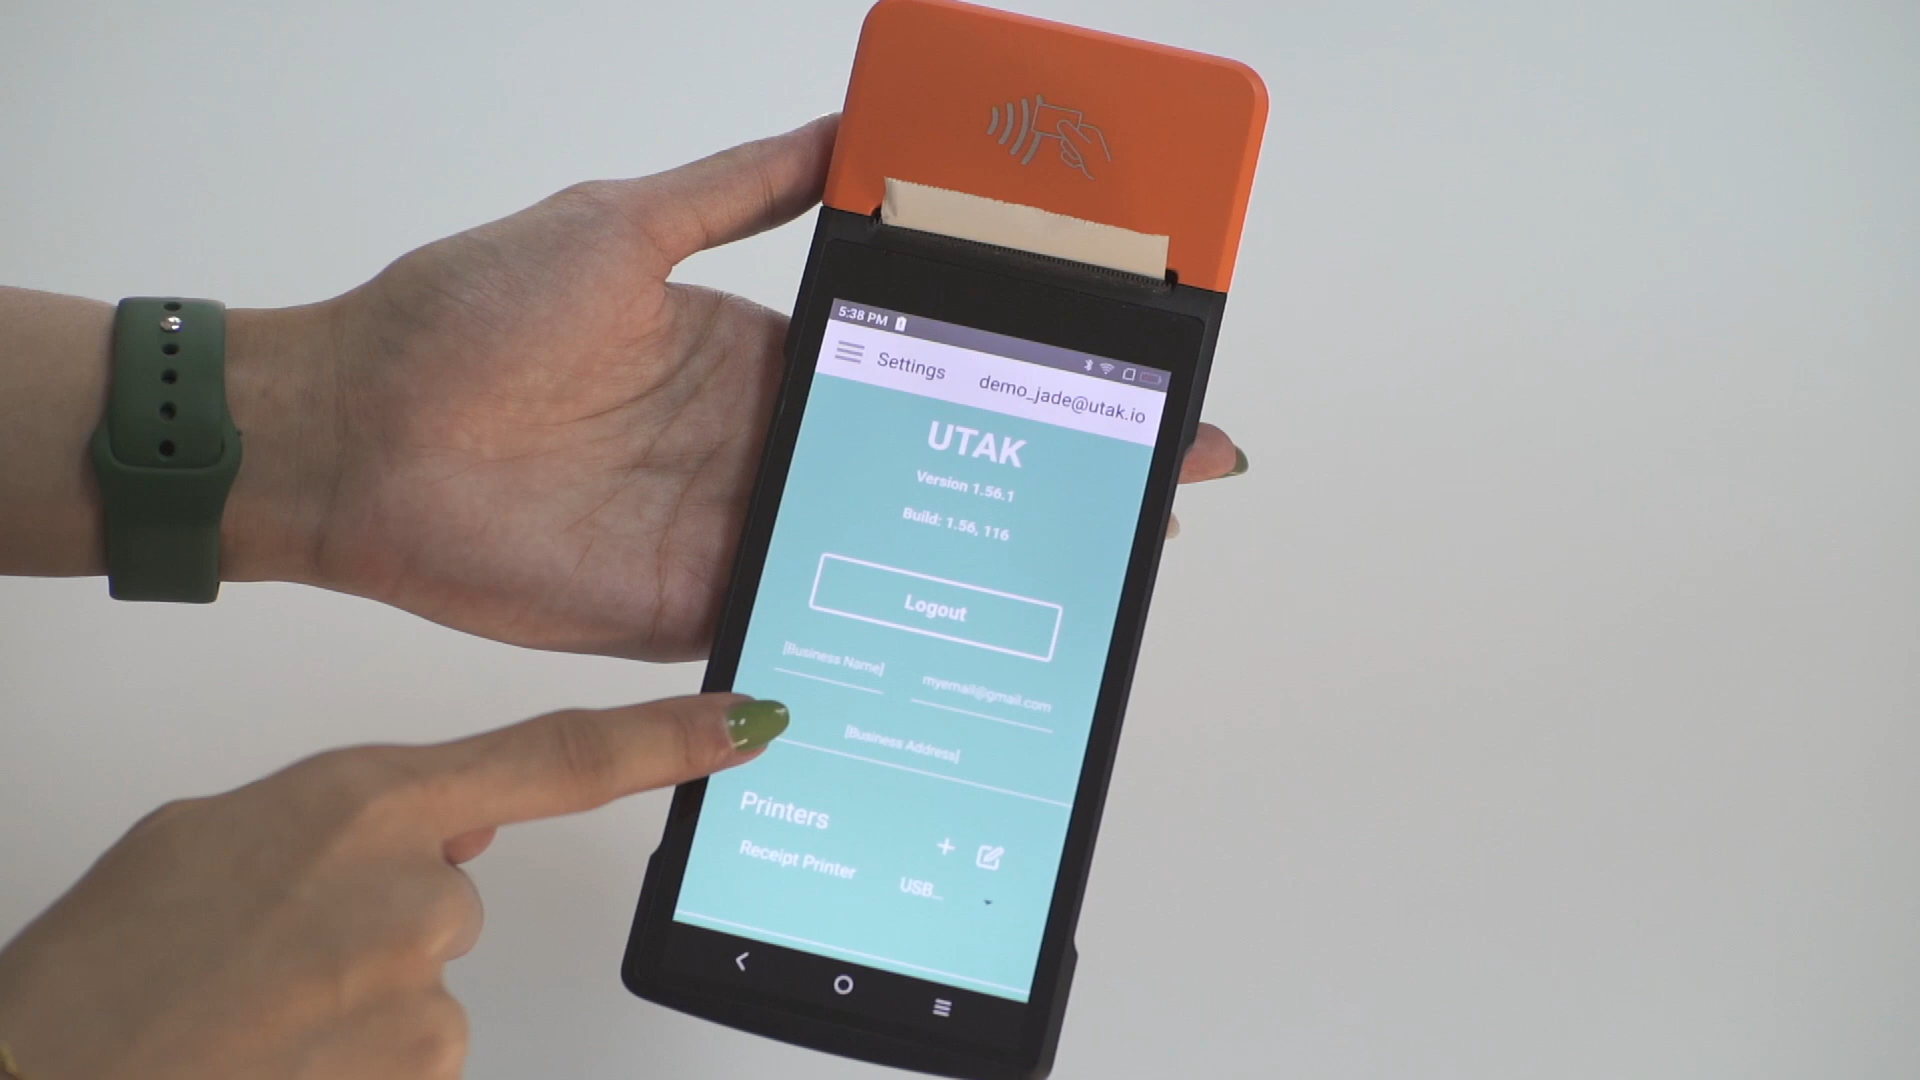 5:38 PM
Settings
demo_jade@utak.io
UTAK
Version 1.56.1
Build: 1.56, 116
Logout
[Business Name]
myemail@gmail.com
[Business Address]
Printers
+
Receipt Printer
USB...